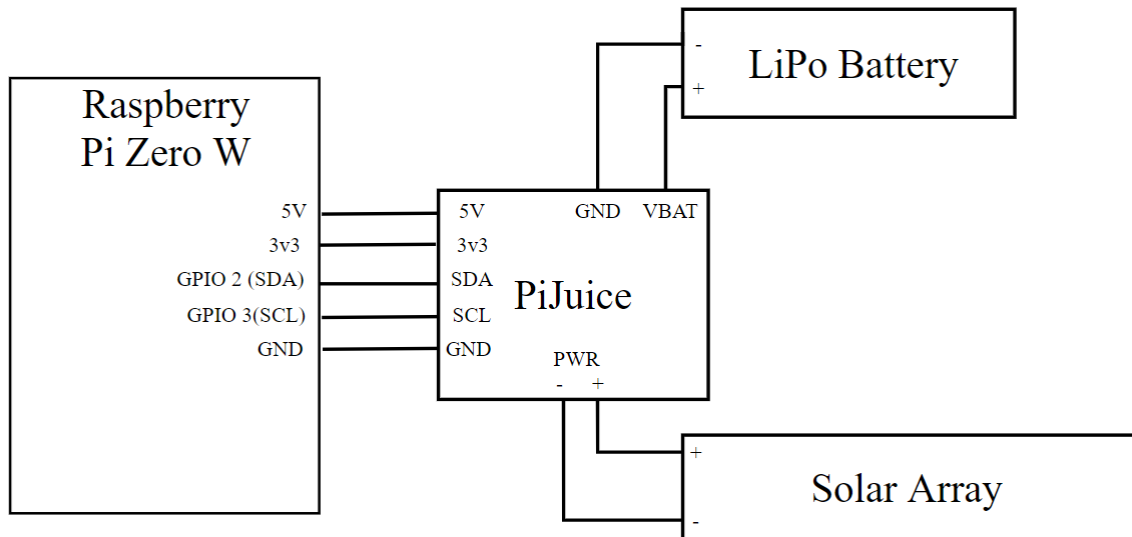 Raspberry
Pi Zero W
5V
3v3
GPIO 2 (SDA)
GPIO 3(SCL)
GND
5V
3v3
SDA
SCL
GND
GND VBAT
PiJuice
PWR
- +
-
+
LiPo Battery
+
-
Solar Array